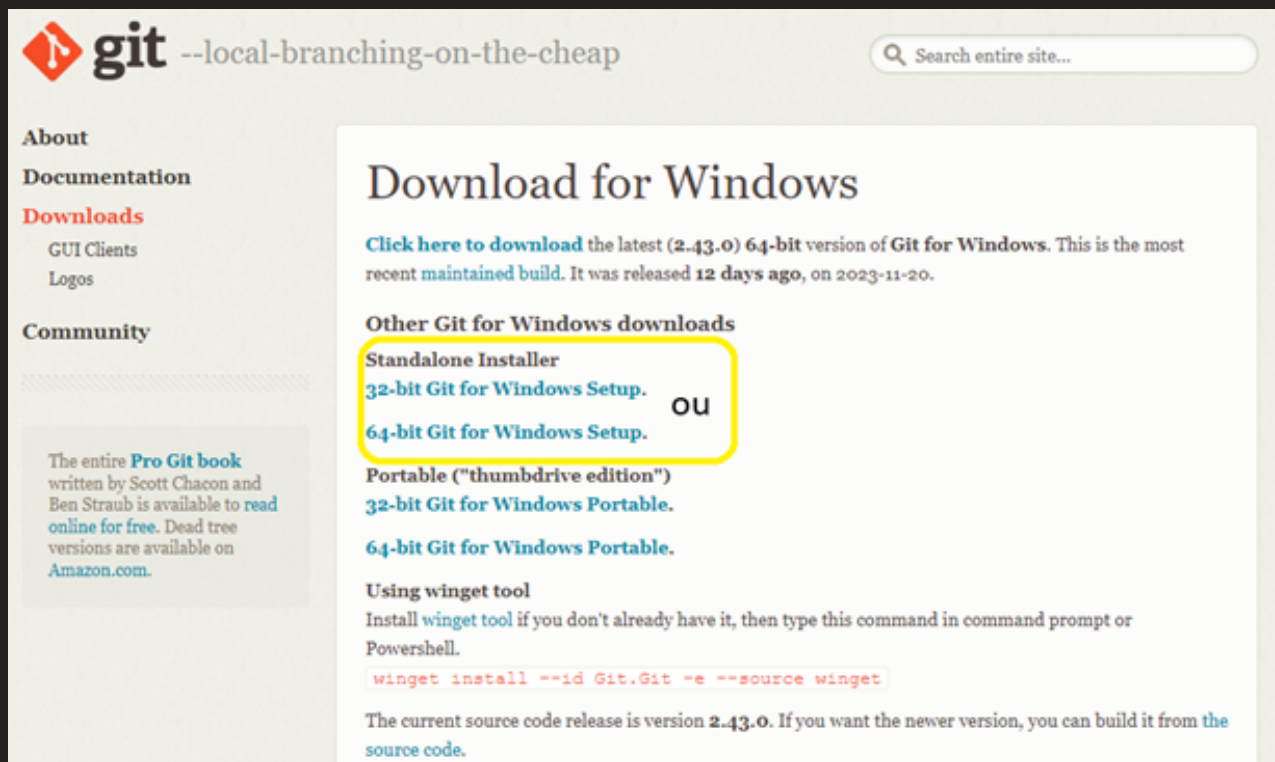 git --local-branching-on-the-cheap
Search entire site...
About
Documentation
Downloads
GUI Clients
Logos
Community
The entire Pro Git book
written by Scott Chacon and
Ben Straub is available to read
online for free. Dead tree
versions are available on
Amazon.com.
Download for Windows
Click here to download the latest (2.43.0) 64-bit version of Git for Windows. This is the most
recent maintained build. It was released 12 days ago, on 2023-11-20.
Other Git for Windows downloads
Standalone Installer
32-bit Git for Windows Setup.
ou
64-bit Git for Windows Setup.
Portable ("thumbdrive edition")
32-bit Git for Windows Portable.
64-bit Git for Windows Portable.
Using winget tool
Install winget tool if you don't already have it, then type this command in command prompt or
Powershell.
winget install --id Git.Git -e --source winget
The current source code release is version 2.43.0. If you want the newer version, you can build it from the
source code.